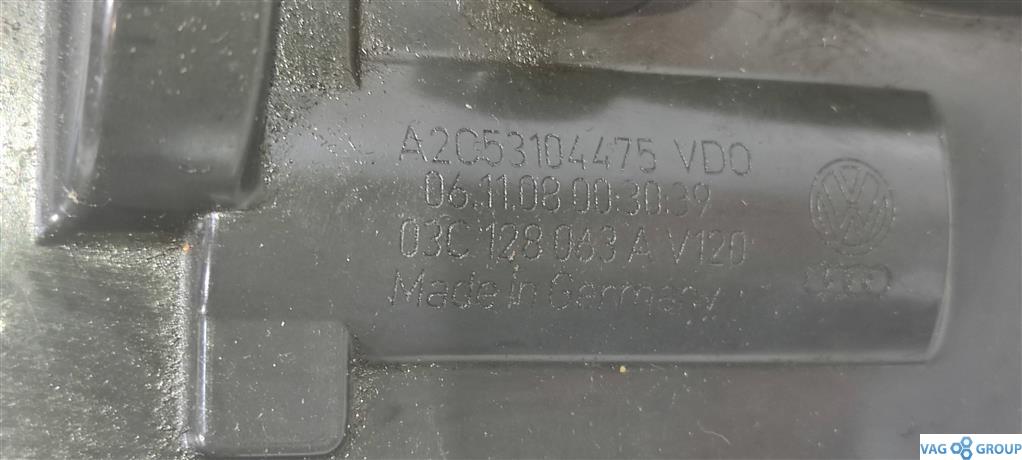 A2C53104475 VDO
06.11.08 00:30:39
03C 128 063 A V120
Made in Germany
VAG GROUP